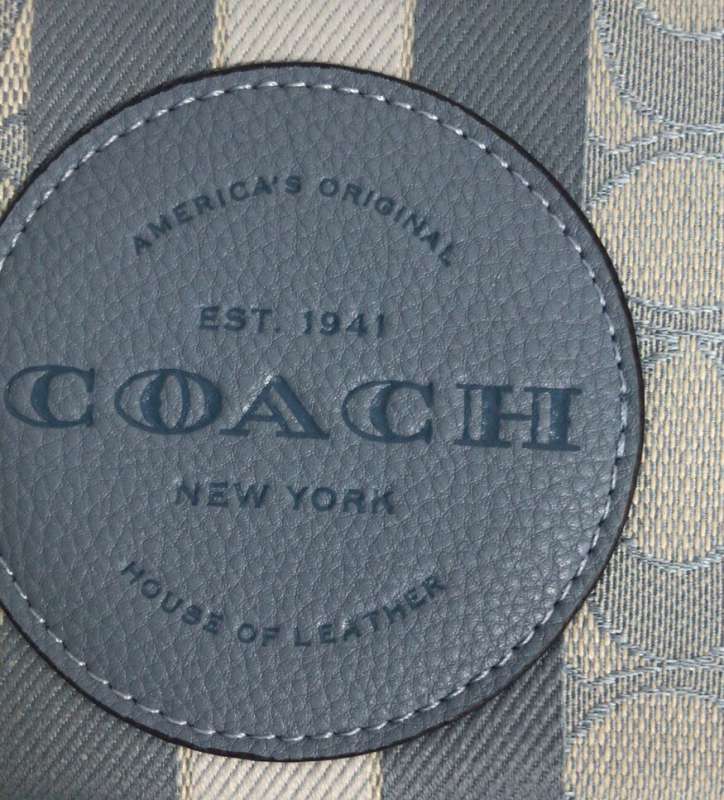 AMERICA'S ORIGINAL
EST. 1941
COACH
NEW YORK
HOUSE OF LEATHER